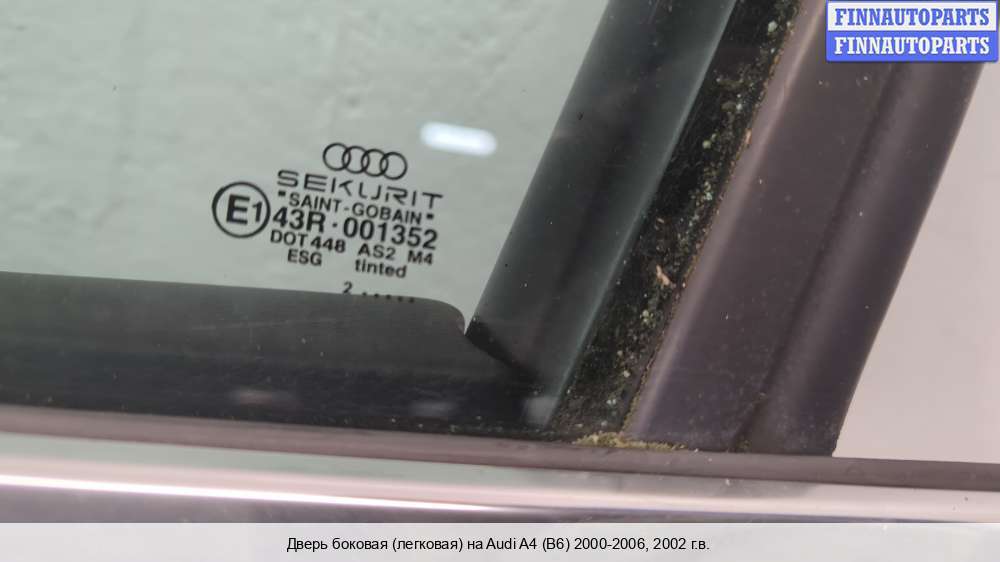 FINNAUTOPARTS
FINNAUTOPARTS
SEKURIT
"SAINT-GOBAIN"
E1 43R-001352
DOT448 AS2 M4
ESG tinted
2 .....
Дверь боковая (легковая) на Audi A4 (B6) 2000-2006, 2002 г.в.